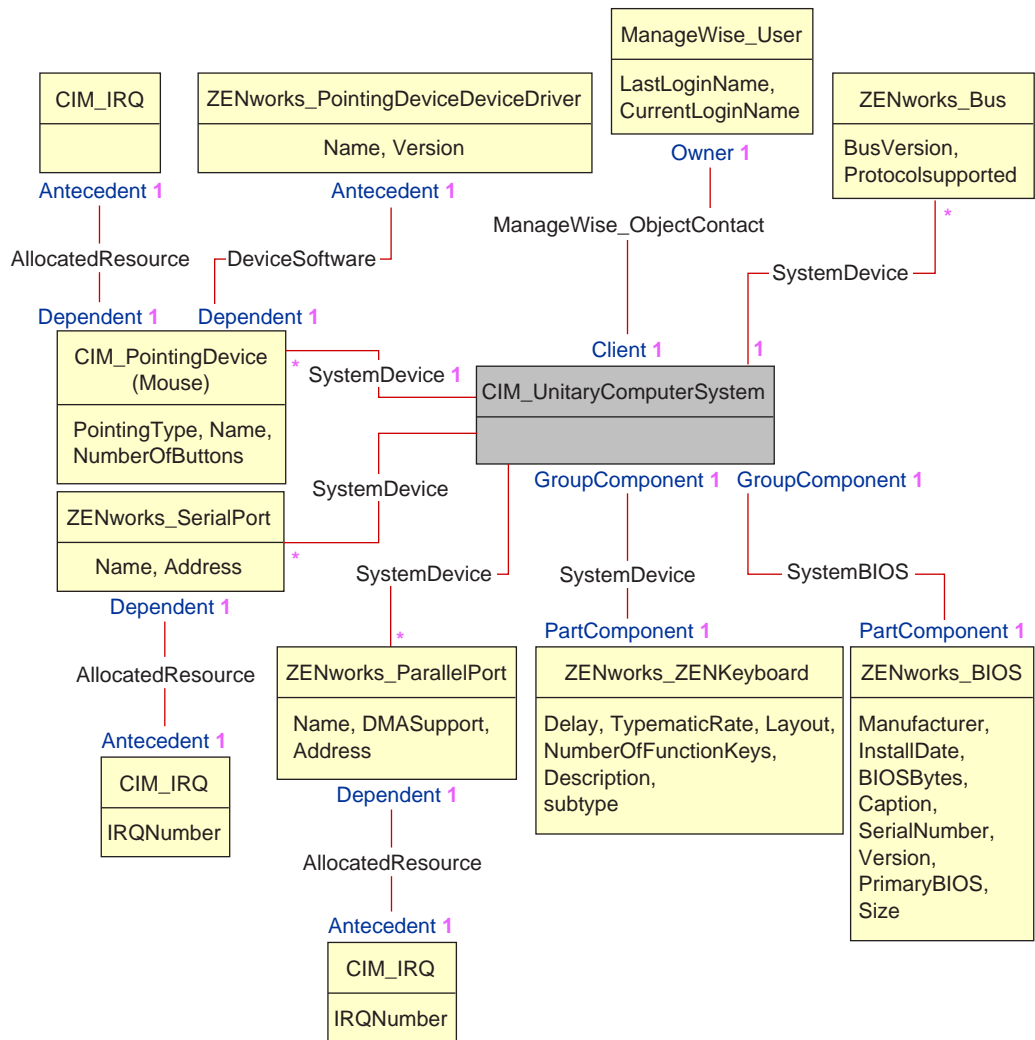 ManageWise_User
LastLoginName,
CurrentLoginName
Owner 1
CIM_IRQ
Antecedent 1
ZENworks_PointingDeviceDeviceDriver
Name, Version
Antecedent 1
ZENworks_Bus
BusVersion,
Protocolsupported
*
AllocatedResource
DeviceSoftware
ManageWise_ObjectContact
SystemDevice
Dependent 1
Dependent 1
CIM_PointingDevice
(Mouse)
PointingType, Name,
NumberOfButtons
*
SystemDevice 1
Client 1
1
CIM_UnitaryComputerSystem
GroupComponent 1
GroupComponent 1
SystemDevice
ZENworks_SerialPort
Name, Address
*
Dependent 1
AllocatedResource
Antecedent 1
CIM_IRQ
IRQNumber
SystemDevice
*
ZENworks_ParallelPort
Name, DMASupport,
Address
Dependent 1
AllocatedResource
Antecedent 1
CIM_IRQ
IRQNumber
SystemDevice
PartComponent 1
ZENworks_ZENKeyboard
Delay, TypematicRate, Layout,
NumberOfFunctionKeys,
Description,
subtype
SystemBIOS
PartComponent 1
ZENworks_BIOS
Manufacturer,
InstallDate,
BIOSBytes,
Caption,
SerialNumber,
Version,
PrimaryBIOS,
Size